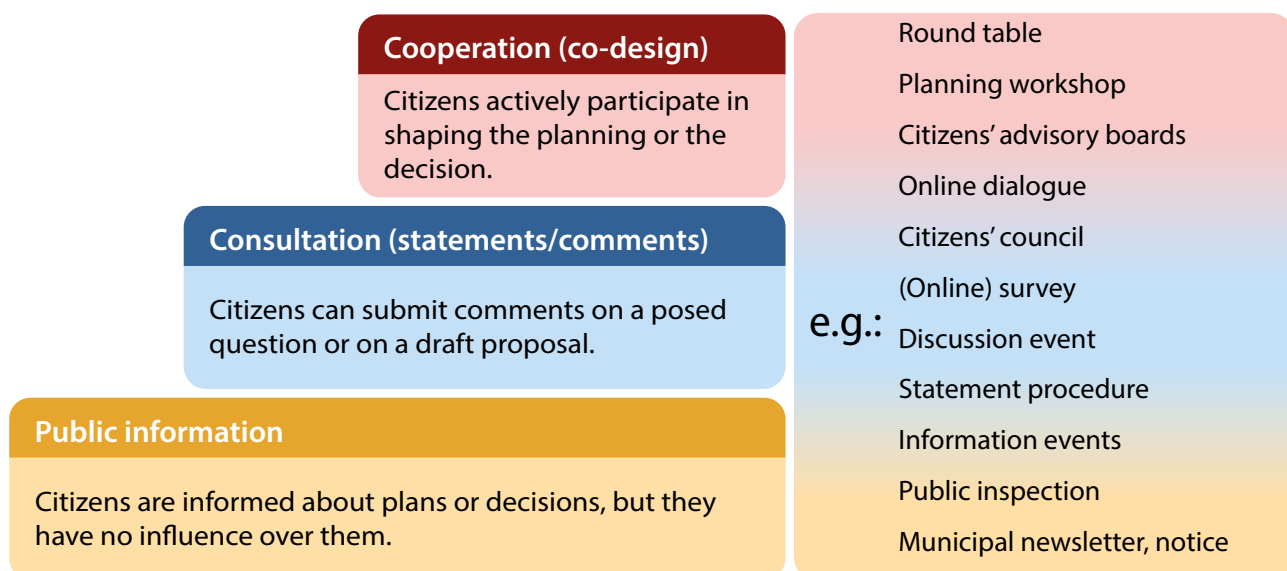 Cooperation (co-design)
Citizens actively participate in
shaping the planning or the
decision.
Consultation (statements/comments)
Citizens can submit comments on a posed
question or on a draft proposal.
Public information
Citizens are informed about plans or decisions, but they
have no influence over them.
e.g.:
Round table
Planning workshop
Citizens’ advisory boards
Online dialogue
Citizens’ council
(Online) survey
Discussion event
Statement procedure
Information events
Public inspection
Municipal newsletter, notice